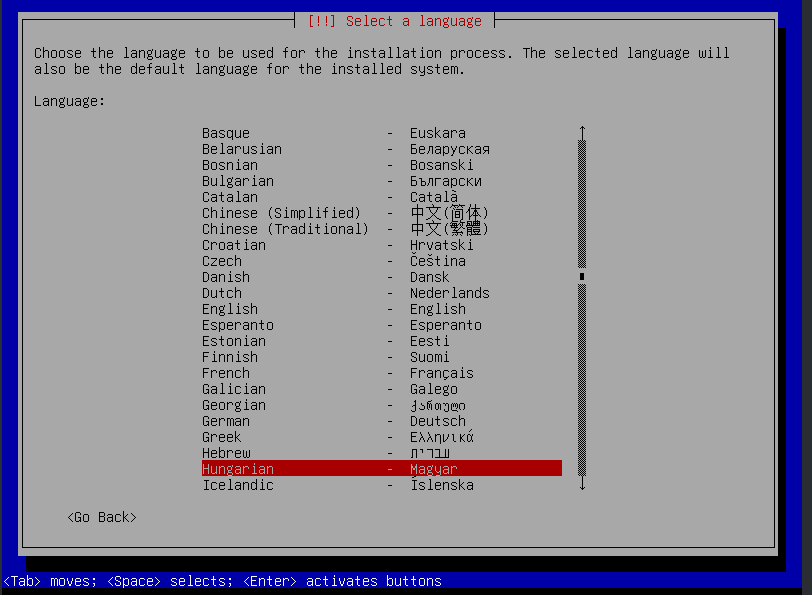 [!!] Select a language
Choose the language to be used for the installation process. The selected language will
also be the default language for the installed system.
Language:
Basque - Euskara
Belarusian - Беларуская
Bosnian - Bosanski
Bulgarian - Български
Catalan - Català
Chinese (Simplified) - 中文(简体)
Chinese (Traditional) - 中文(繁體)
Croatian - Hrvatski
Czech - Čeština
Danish - Dansk
Dutch - Nederlands
English - English
Esperanto - Esperanto
Estonian - Eesti
Finnish - Suomi
French - Français
Galician - Galego
Georgian - ქართული
German - Deutsch
Greek - Ελληνικά
Hebrew - עברית
Hungarian - Magyar
Icelandic - Íslenska
<Go Back>
<Tab> moves; <Space> selects; <Enter> activates buttons